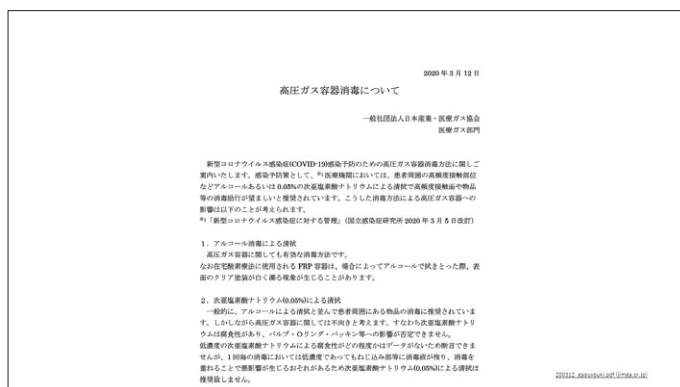 2020 年 3 月 12 日
高圧ガス容器消毒について
一般社団法人日本産業・医療ガス協会
医療ガス部門
新型コロナウイルス感染症(COVID-19)感染予防のための高圧ガス容器消毒方法に関しご
案内いたします。感染予防策として、※1 医療機関においては、患者周囲の高頻度接触部位
などアルコールあるいは 0.05%の次亜塩素酸ナトリウムによる清拭で高頻度接触面や物品
等の消毒励行が望ましいと推奨されています。こうした消毒方法による高圧ガス容器への
影響は以下のことが考えられます。
※1「新型コロナウイルス感染症に対する管理」(国立感染症研究所 2020 年 3 月 5 日改訂)
1.アルコール消毒による清拭
高圧ガス容器に関しても有効な消毒方法です。
なお在宅酸素療法に使用される FRP 容器は、場合によってアルコールで拭きとった際、表
面のクリア塗装が白く濁る現象が生じることがあります。
2.次亜塩素酸ナトリウム(0.05%)による清拭
一般的に、アルコールによる清拭と並んで患者周囲にある物品の消毒に推奨されていま
す。しかしながら高圧ガス容器に関しては不向きと考えます。すなわち次亜塩素酸ナトリ
ウムは腐食性があり、バルブ・Oリング・パッキン等への影響が否定できません。
低濃度の次亜塩素酸ナトリウムによる腐食性がどの程度かはデータがないため断言できま
せんが、1 回毎の消毒においては低濃度であってもねじ込み部等に消毒液が残り、消毒を
重ねることで悪影響が生じるおそれがあるため次亜塩素酸ナトリウム(0.05%)による清拭は
推奨致しません。